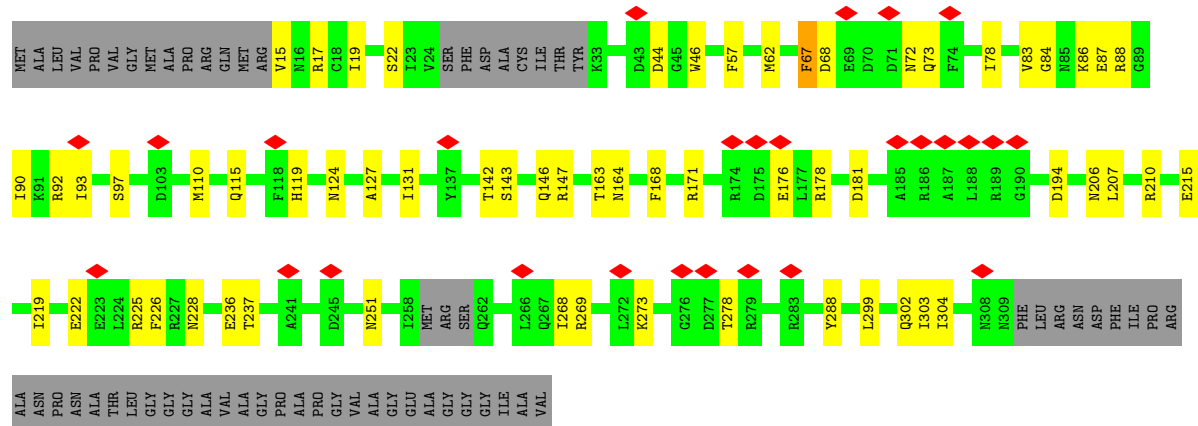 MET ALA LEU VAL PRO VAL GLY MET ALA PRO ARG GLN MET ARG V15 N16 R17 C18 I19 S22 I23 V24 SER PHE ASP ALA CYS ILE THR TYR K33 D43 D44 G45 W46 F57 M62 F67 D68 E69 D70 D71 N72 Q73 F74 I78 V83 G84 N85 K86 E87 R88 G89
I90 K91 R92 I93 S97 D103 M110 Q115 F118 H119 N124 A127 I131 Y137 T142 S143 Q146 R147 T163 N164 F168 R171 R174 D175 E176 L177 R178 D181 A185 R186 A187 L188 R189 G190 D194 N206 L207 R210 E215
I219 E222 E223 L224 R225 F226 R227 N228 E236 T237 A241 D245 N251 I258 MET ARG SER Q262 L266 Q267 I268 R269 L272 K273 G276 D277 T278 R279 R283 Y288 L299 Q302 I303 I304 N308 N309 PHE LEU ARG ASN ASP PHE ILE PRO ARG
ALA ASN PRO ASN ALA THR LEU GLY GLY GLY ALA VAL ALA GLY PRO ALA PRO GLY VAL ALA GLY GLU ALA GLY GLY GLY ILE ALA VAL